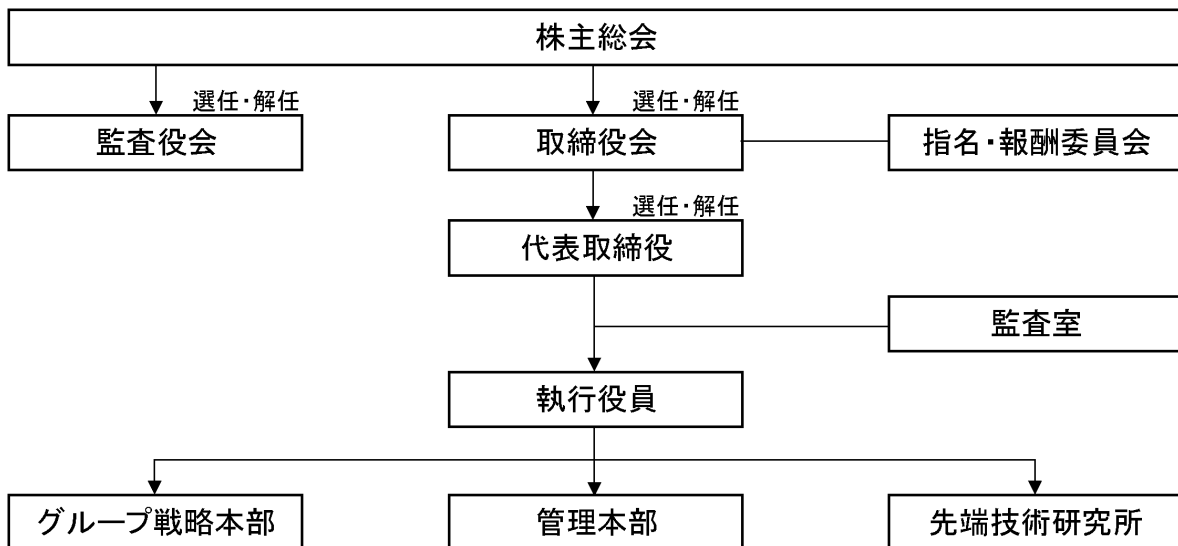 株主総会
選任・解任
選任・解任
監査役会
取締役会
指名・報酬委員会
選任・解任
代表取締役
監査室
執行役員
グループ戦略本部
管理本部
先端技術研究所